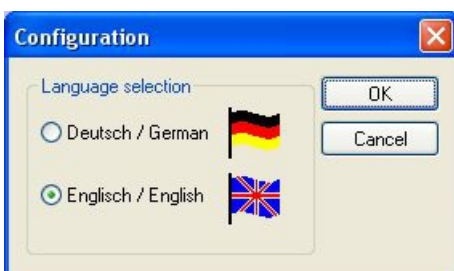 Configuration
Language selection
OK
Deutsch / German
Cancel
Englisch / English